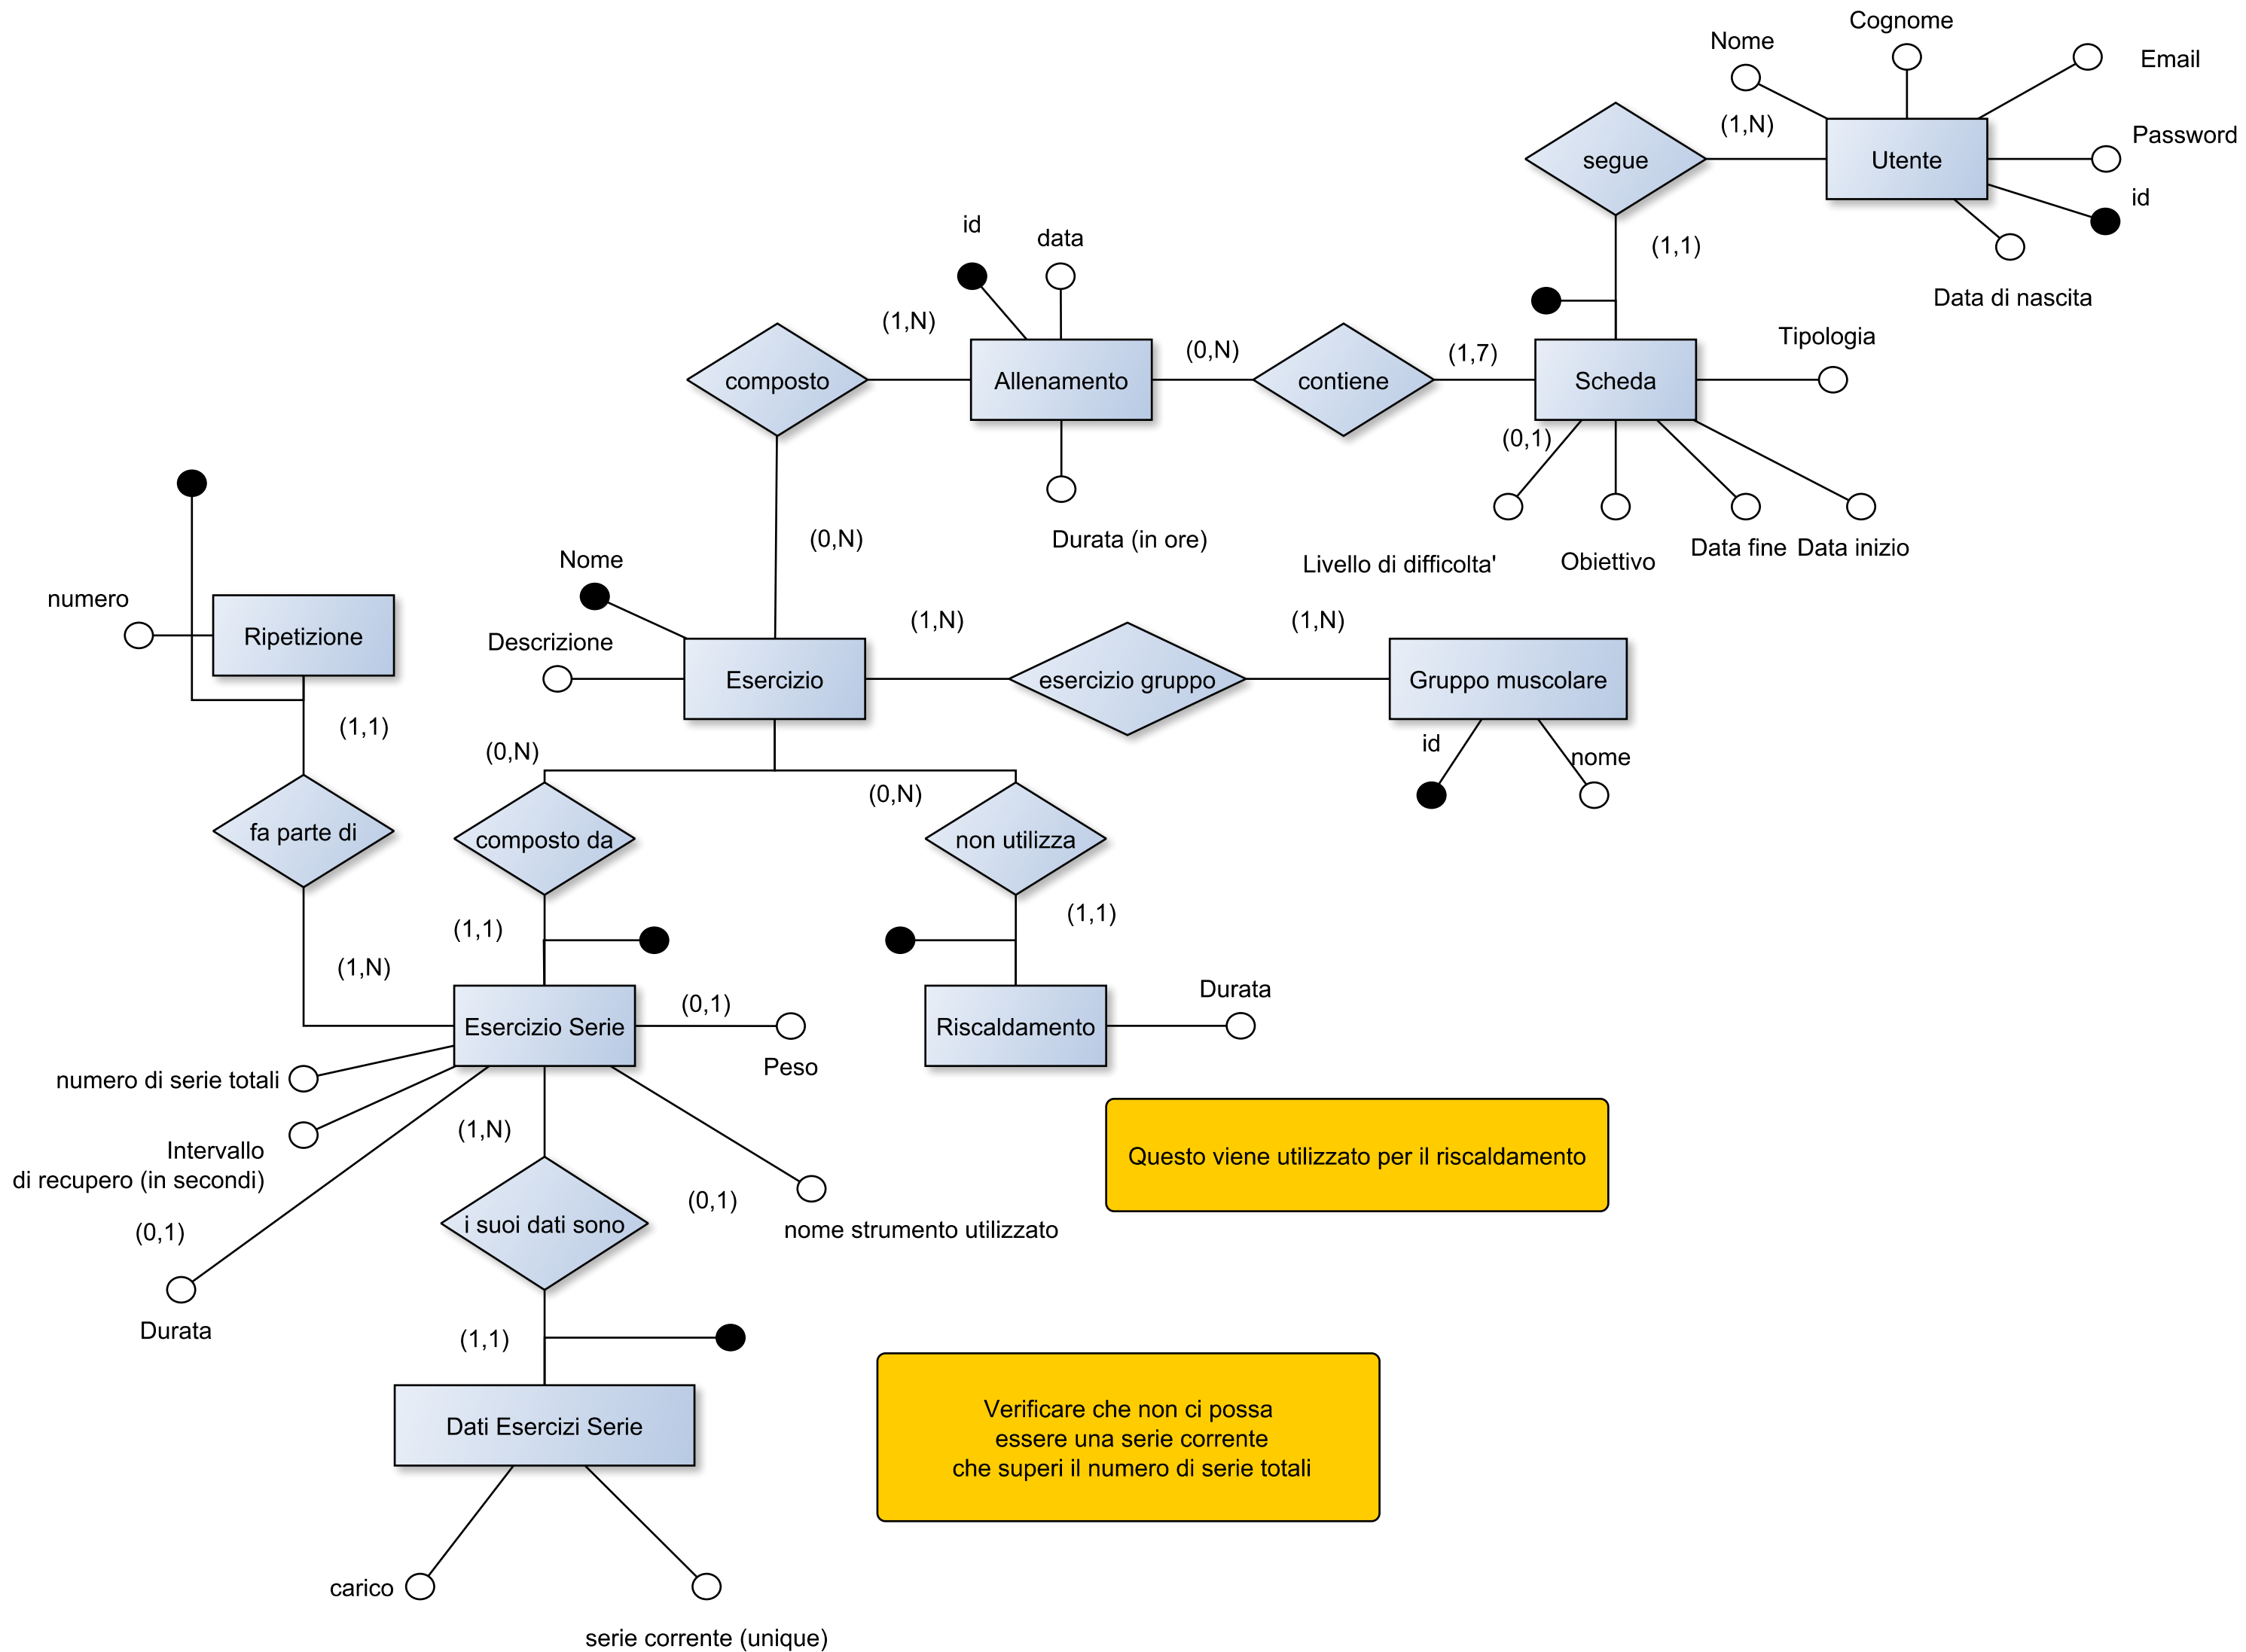 Cognome
Nome
Email
(1,N)
Password
segue
Utente
id
id
data
(1,1)
Data di nascita
(1,N)
(0,N)
(1,7)
Tipologia
composto
Allenamento
contiene
Scheda
(0,1)
(0,N)
Durata (in ore)
Livello di difficolta'
Obiettivo
Data fine
Data inizio
Nome
numero
Ripetizione
Descrizione
(1,N)
(1,N)
Esercizio
esercizio gruppo
Gruppo muscolare
(1,1)
(0,N)
(0,N)
id
nome
fa parte di
composto da
non utilizza
(1,1)
(1,1)
(1,N)
Esercizio Serie
(0,1)
Peso
Riscaldamento
Durata
numero di serie totali
Intervallo
di recupero (in secondi)
(1,N)
Questo viene utilizzato per il riscaldamento
(0,1)
i suoi dati sono
(0,1)
nome strumento utilizzato
Durata
(1,1)
Dati Esercizi Serie
Verificare che non ci possa
essere una serie corrente
che superi il numero di serie totali
carico
serie corrente (unique)